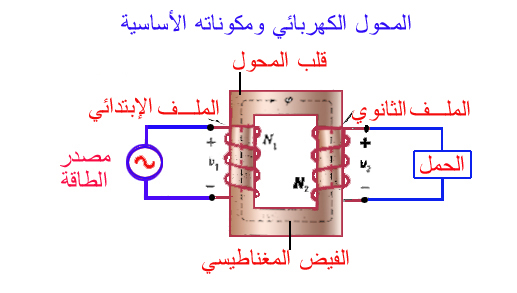 المحول الكهربائي ومكوناته الأساسية
قلب المحول
الملف الثانوي
الملف الإبتدائي
φ
N₁
N₂
+
v₁
−
+
v₂
−
مصدر
الطاقة
الحمل
الفيض المغناطيسي